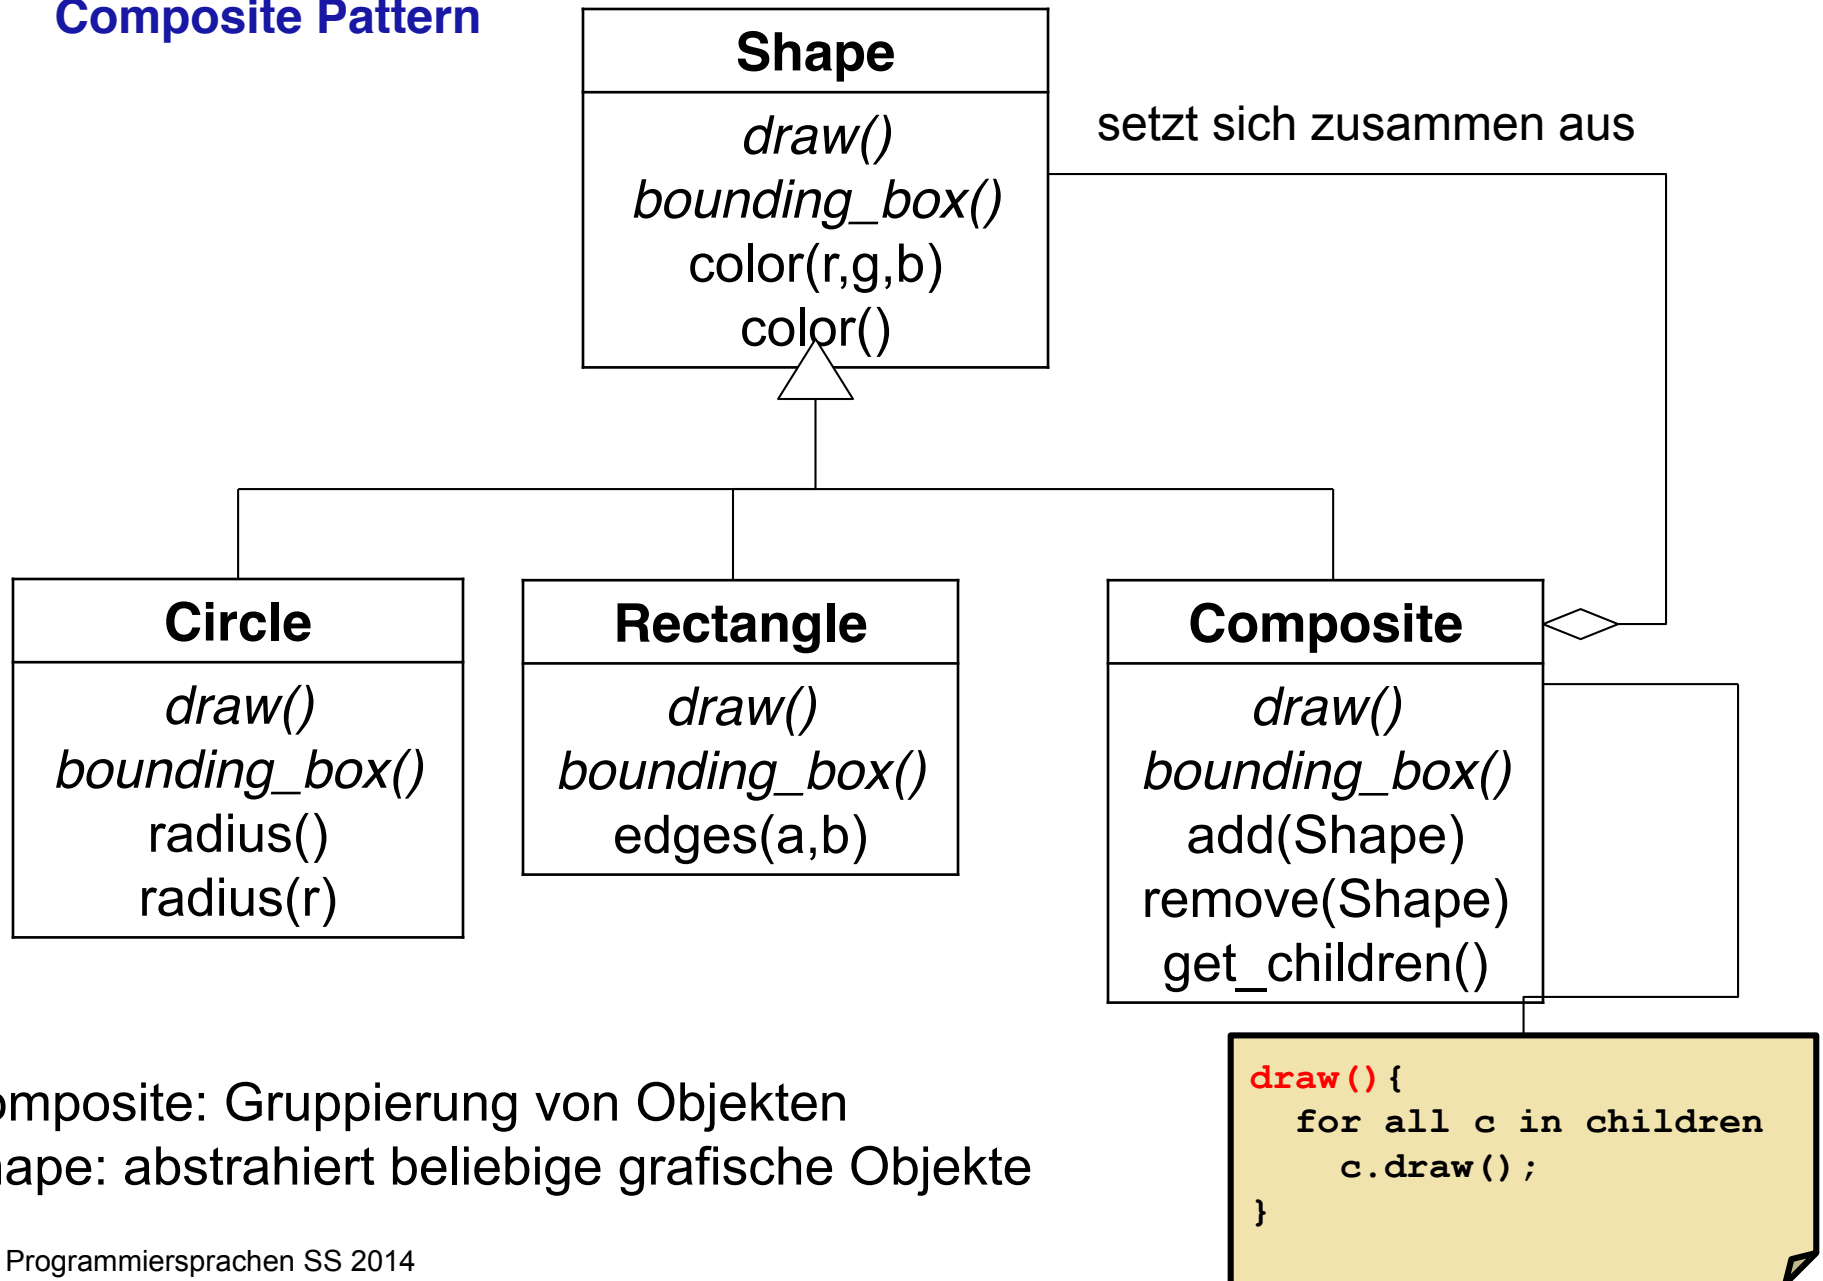 Composite Pattern
Shape
draw()
bounding_box()
color(r,g,b)
color()
setzt sich zusammen aus
Circle
draw()
bounding_box()
radius()
radius(r)
Rectangle
draw()
bounding_box()
edges(a,b)
Composite
draw()
bounding_box()
add(Shape)
remove(Shape)
get_children()
omposite: Gruppierung von Objekten
hape: abstrahiert beliebige grafische Objekte
draw(){
for all c in children
c.draw();
}
Programmiersprachen SS 2014